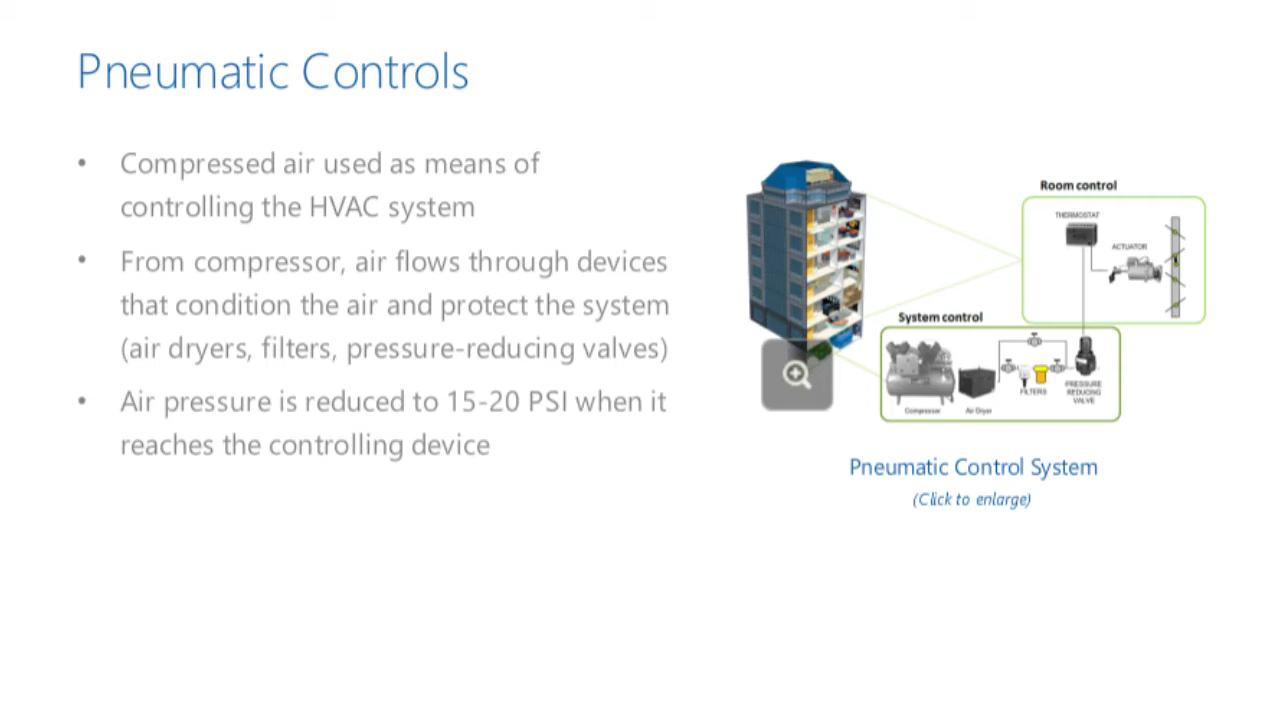 Pneumatic Controls
• Compressed air used as means of
controlling the HVAC system
• From compressor, air flows through devices
that condition the air and protect the system
(air dryers, filters, pressure-reducing valves)
• Air pressure is reduced to 15-20 PSI when it
reaches the controlling device
Room control
THERMOSTAT
ACTUATOR
System control
Compressor
Air Dryer
FILTERS
PRESSURE
REDUCING
VALVE
Pneumatic Control System
(Click to enlarge)